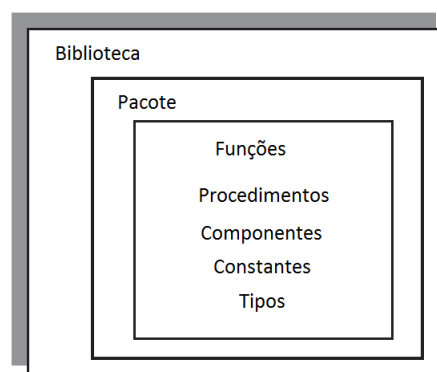 Biblioteca
Pacote
Funções
Procedimentos
Componentes
Constantes
Tipos